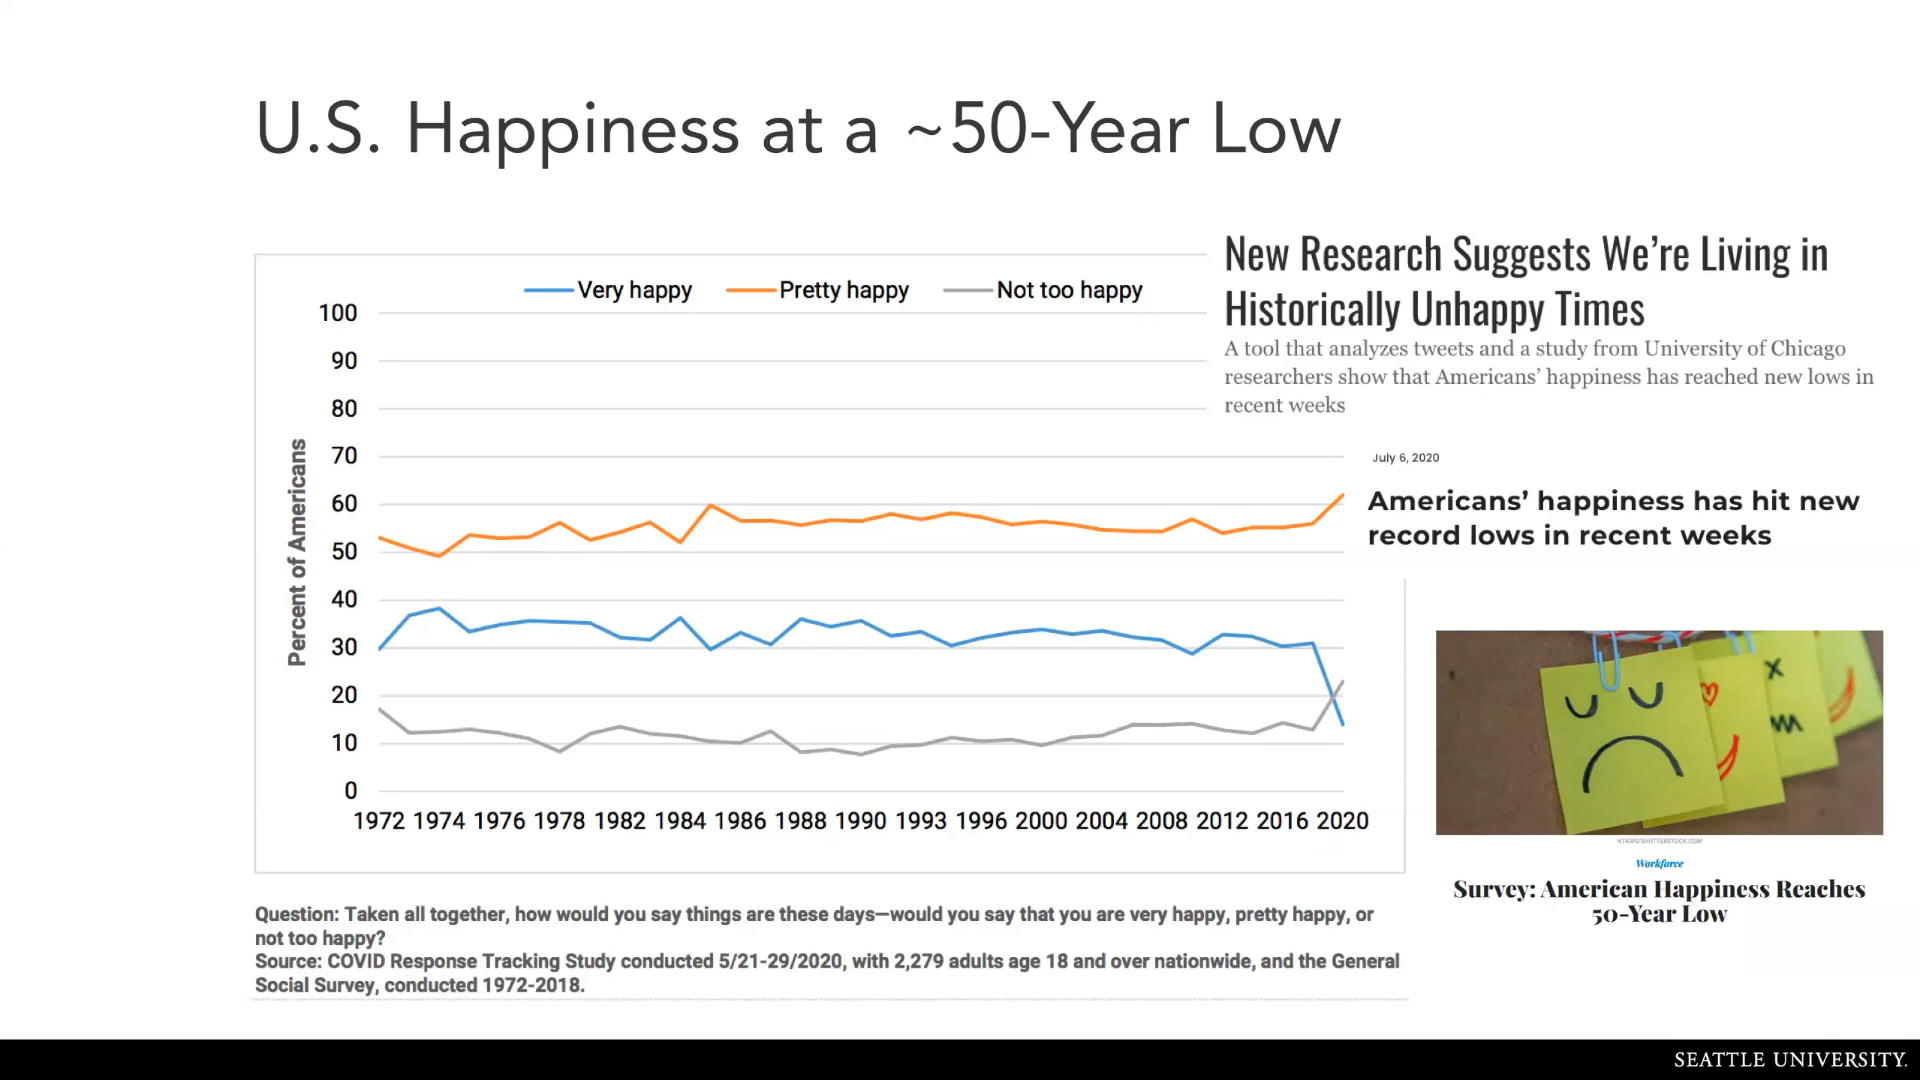 U.S. Happiness at a ~50-Year Low
Very happy
Pretty happy
Not too happy
100
90
80
70
60
50
40
30
20
10
0
Percent of Americans
1972 1974 1976 1978 1982 1984 1986 1988 1990 1993 1996 2000 2004 2008 2012 2016 2020
Question: Taken all together, how would you say things are these days—would you say that you are very happy, pretty happy, or
not too happy?
Source: COVID Response Tracking Study conducted 5/21-29/2020, with 2,279 adults age 18 and over nationwide, and the General
Social Survey, conducted 1972-2018.
New Research Suggests We’re Living in
Historically Unhappy Times
A tool that analyzes tweets and a study from University of Chicago
researchers show that Americans’ happiness has reached new lows in
recent weeks
July 6, 2020
Americans’ happiness has hit new
record lows in recent weeks
NTKRIS/SHUTTERSTOCK.COM
Workforce
Survey: American Happiness Reaches
50-Year Low
SEATTLE UNIVERSITY.